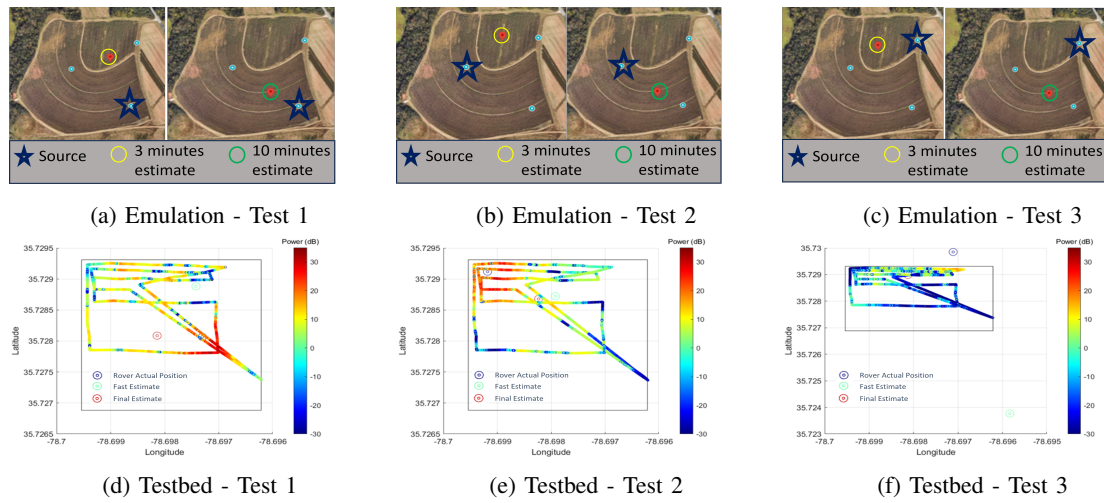 Source 3 minutes estimate 10 minutes estimate
Source 3 minutes estimate 10 minutes estimate
Source 3 minutes estimate 10 minutes estimate
(a) Emulation - Test 1
(b) Emulation - Test 2
(c) Emulation - Test 3
35.7295
35.729
35.7285
35.728
35.7275
35.727
35.7265
Latitude
-78.7 -78.699 -78.698 -78.697 -78.696
Longitude
Rover Actual Position
Fast Estimate
Final Estimate
Power (dB)
30
20
10
0
-10
-20
-30
(d) Testbed - Test 1
35.7295
35.729
35.7285
35.728
35.7275
35.727
35.7265
Latitude
-78.7 -78.699 -78.698 -78.697 -78.696
Longitude
Rover Actual Position
Fast Estimate
Final Estimate
Power (dB)
30
20
10
0
-10
-20
-30
(e) Testbed - Test 2
35.73
35.729
35.728
35.727
35.726
35.725
35.724
35.723
Latitude
-78.7 -78.699 -78.698 -78.697 -78.696 -78.695
Longitude
Rover Actual Position
Fast Estimate
Final Estimate
Power (dB)
30
20
10
0
-10
-20
-30
(f) Testbed - Test 3